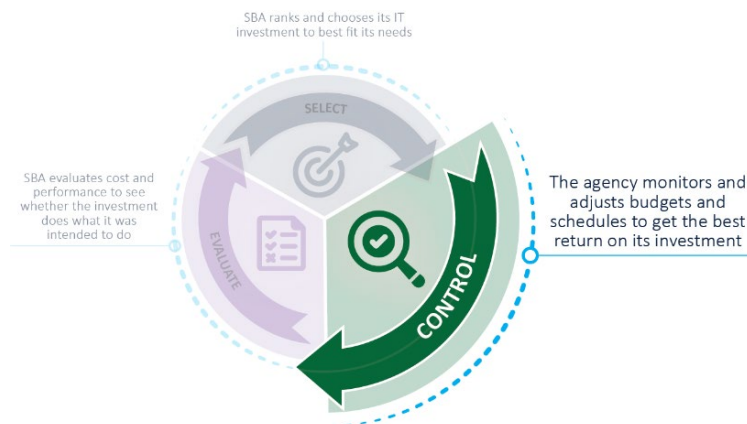 SBA ranks and chooses its IT
investment to best fit its needs
SELECT
SBA evaluates cost and
performance to see
whether the investment
does what it was
intended to do
EVALUATE
The agency monitors and
adjusts budgets and
schedules to get the best
return on its investment
CONTROL